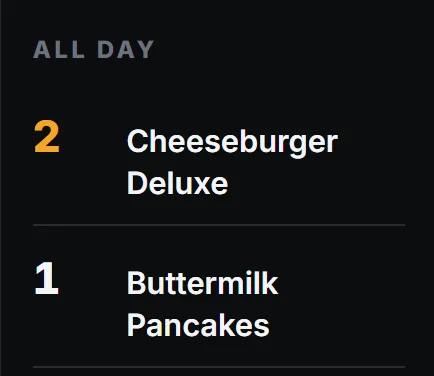 ALL DAY
2
Cheeseburger
Deluxe
1
Buttermilk
Pancakes